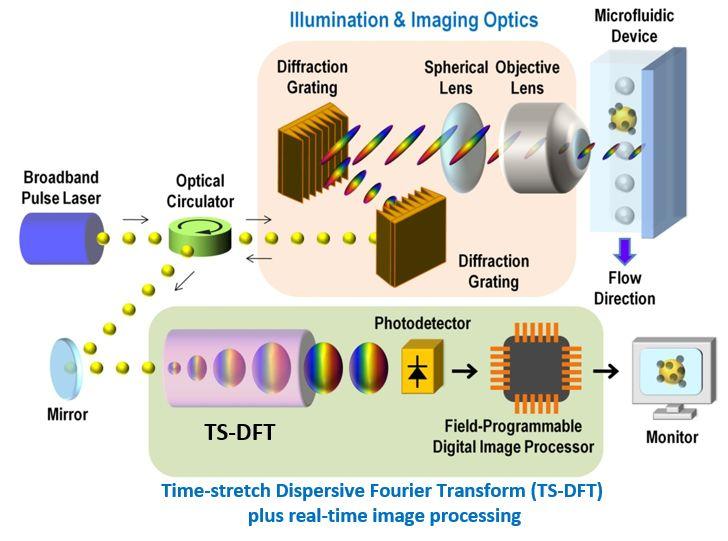 Illumination & Imaging Optics
Microfluidic
Device
Diffraction
Grating
Spherical
Lens
Objective
Lens
Broadband
Pulse Laser
Optical
Circulator
Diffraction
Grating
Flow
Direction
Photodetector
Mirror
TS-DFT
Field-Programmable
Digital Image Processor
Monitor
Time-stretch Dispersive Fourier Transform (TS-DFT)
plus real-time image processing